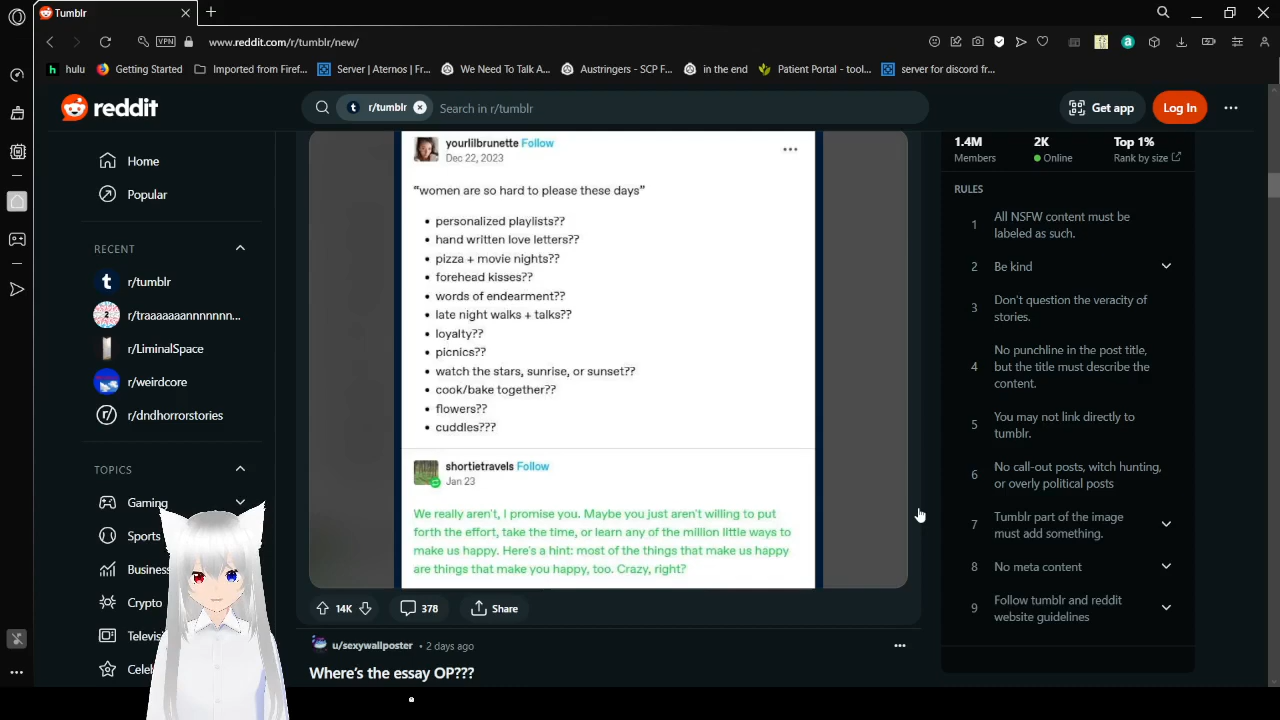 Tumblr
VPN
www.reddit.com/r/tumblr/new/
hulu
Getting Started
Imported from Firef...
Server | Aternos | Fr...
We Need To Talk A...
Austringers - SCP F...
in the end
Patient Portal - tool...
server for discord fr...
reddit
r/tumblr
Search in r/tumblr
Get app
Log In
Home
Popular
RECENT
r/tumblr
r/traaaaaaannnnnnn...
r/LiminalSpace
r/weirdcore
r/dndhorrorstories
TOPICS
Gaming
Sports
Business
Crypto
Televi
Celeb
yourlilbrunette Follow
Dec 22, 2023
“women are so hard to please these days”
• personalized playlists??
• hand written love letters??
• pizza + movie nights??
• forehead kisses??
• words of endearment??
• late night walks + talks??
• loyalty??
• picnics??
• watch the stars, sunrise, or sunset??
• cook/bake together??
• flowers??
• cuddles???
shortietravels Follow
Jan 23
We really aren't, I promise you. Maybe you just aren't willing to put
forth the effort, take the time, or learn any of the million little ways to
make us happy. Here's a hint: most of the things that make us happy
are things that make you happy, too. Crazy, right?
14K
378
Share
u/sexywallposter • 2 days ago
Where's the essay OP???
1.4M
Members
2K
Online
Top 1%
Rank by size
RULES
1 All NSFW content must be
labeled as such.
2 Be kind
3 Don't question the veracity of
stories.
4 No punchline in the post title,
but the title must describe the
content.
5 You may not link directly to
tumblr.
6 No call-out posts, witch hunting,
or overly political posts
7 Tumblr part of the image
must add something.
8 No meta content
9 Follow tumblr and reddit
website guidelines